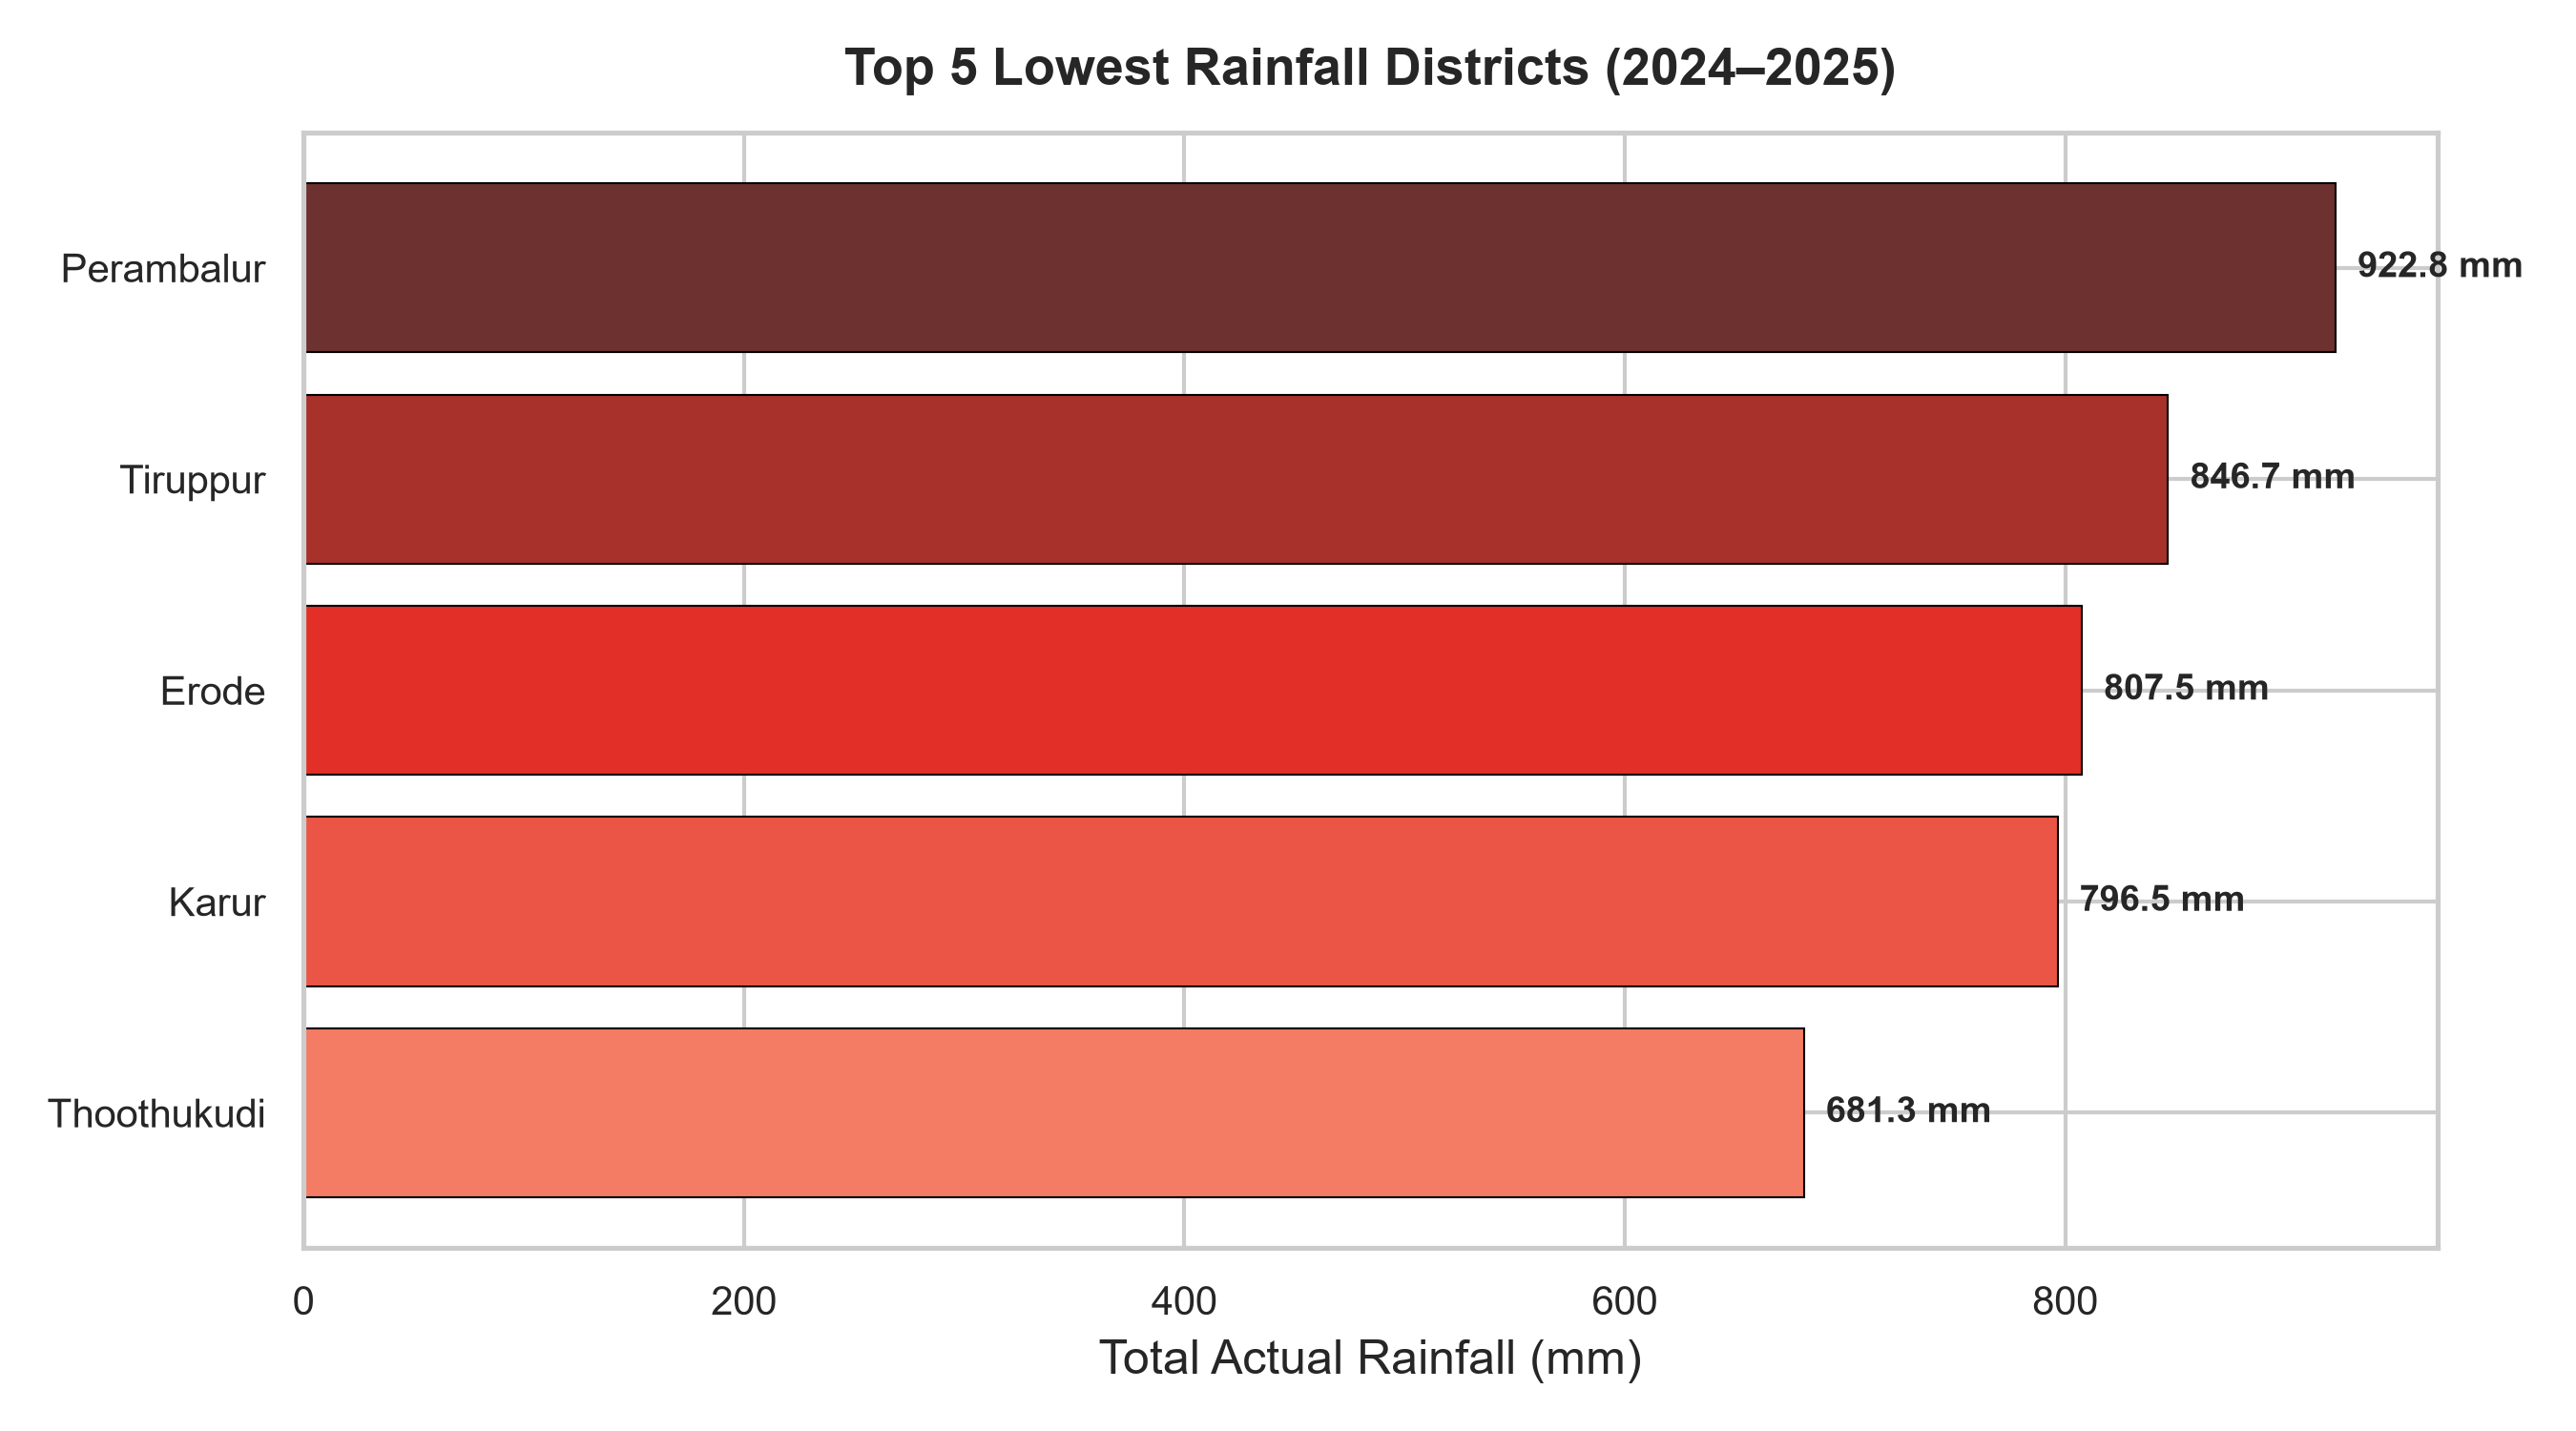 Top 5 Lowest Rainfall Districts (2024–2025)
Perambalur
922.8 mm
Tiruppur
846.7 mm
Erode
807.5 mm
Karur
796.5 mm
Thoothukudi
681.3 mm
0 200 400 600 800
Total Actual Rainfall (mm)